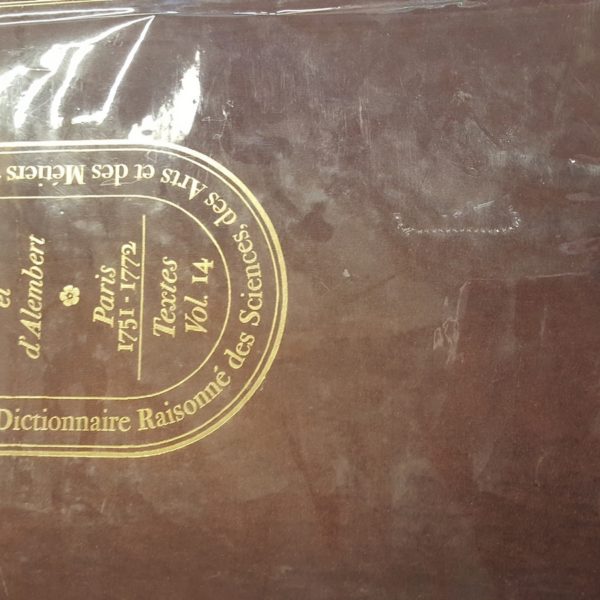 Dictionnaire Raisonné des Sciences, des Arts et des Métiers
et
d'Alembert
Paris
1751-1772
Textes
Vol. 14